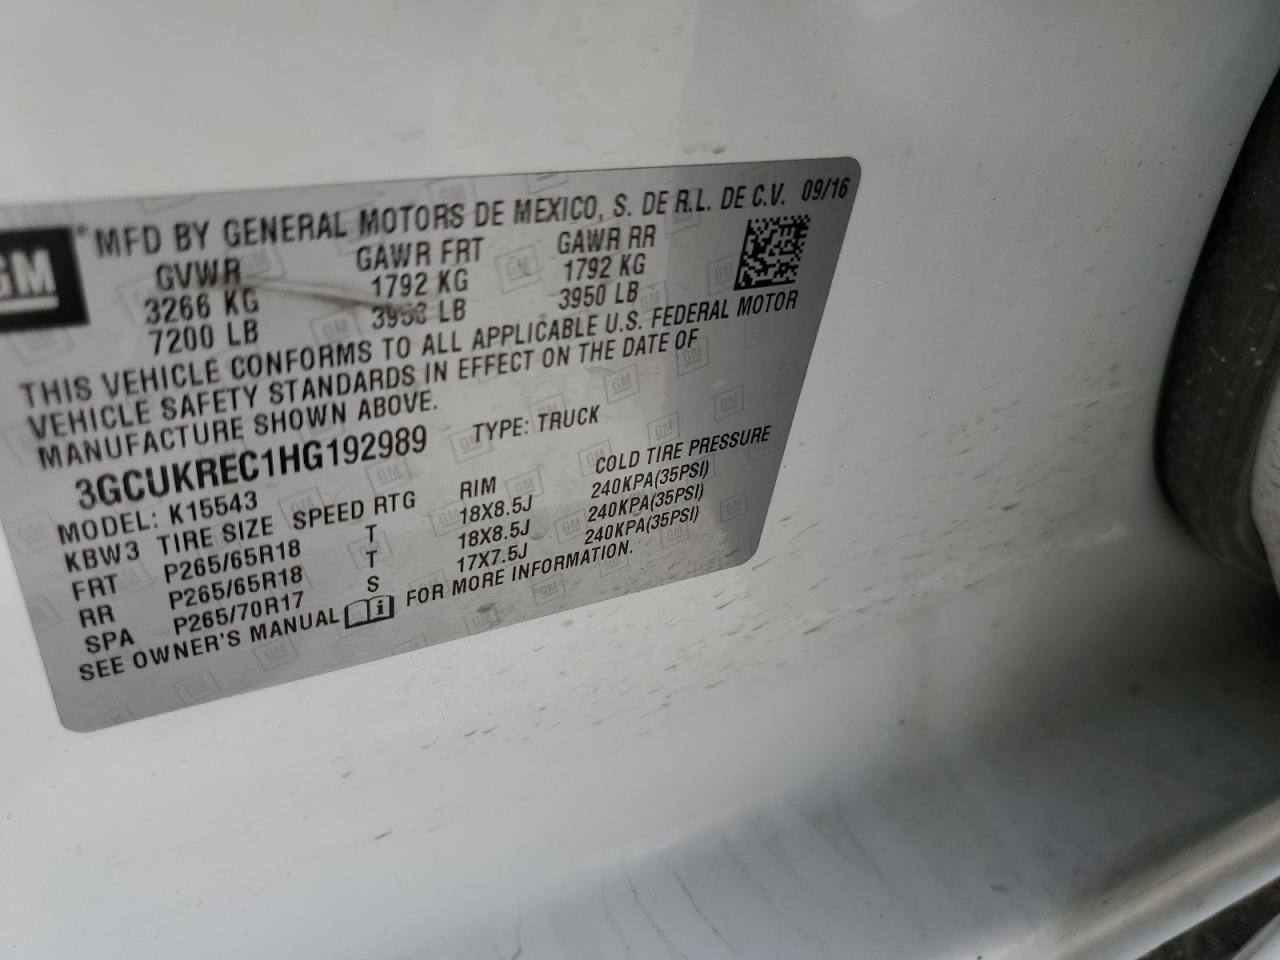 GM ® MFD BY GENERAL MOTORS DE MEXICO, S. DE R.L. DE C.V. 09/16
GVWR GAWR FRT GAWR RR
3266 KG 1792 KG 1792 KG
7200 LB 3950 LB 3950 LB
THIS VEHICLE CONFORMS TO ALL APPLICABLE U.S. FEDERAL MOTOR
VEHICLE SAFETY STANDARDS IN EFFECT ON THE DATE OF
MANUFACTURE SHOWN ABOVE.
3GCUKREC1HG192989 TYPE: TRUCK
MODEL: K15543
KBW3 TIRE SIZE SPEED RTG RIM COLD TIRE PRESSURE
FRT P265/65R18 T 18X8.5J 240KPA(35PSI)
RR P265/65R18 T 18X8.5J 240KPA(35PSI)
SPA P265/70R17 S 17X7.5J 240KPA(35PSI)
SEE OWNER'S MANUAL FOR MORE INFORMATION.